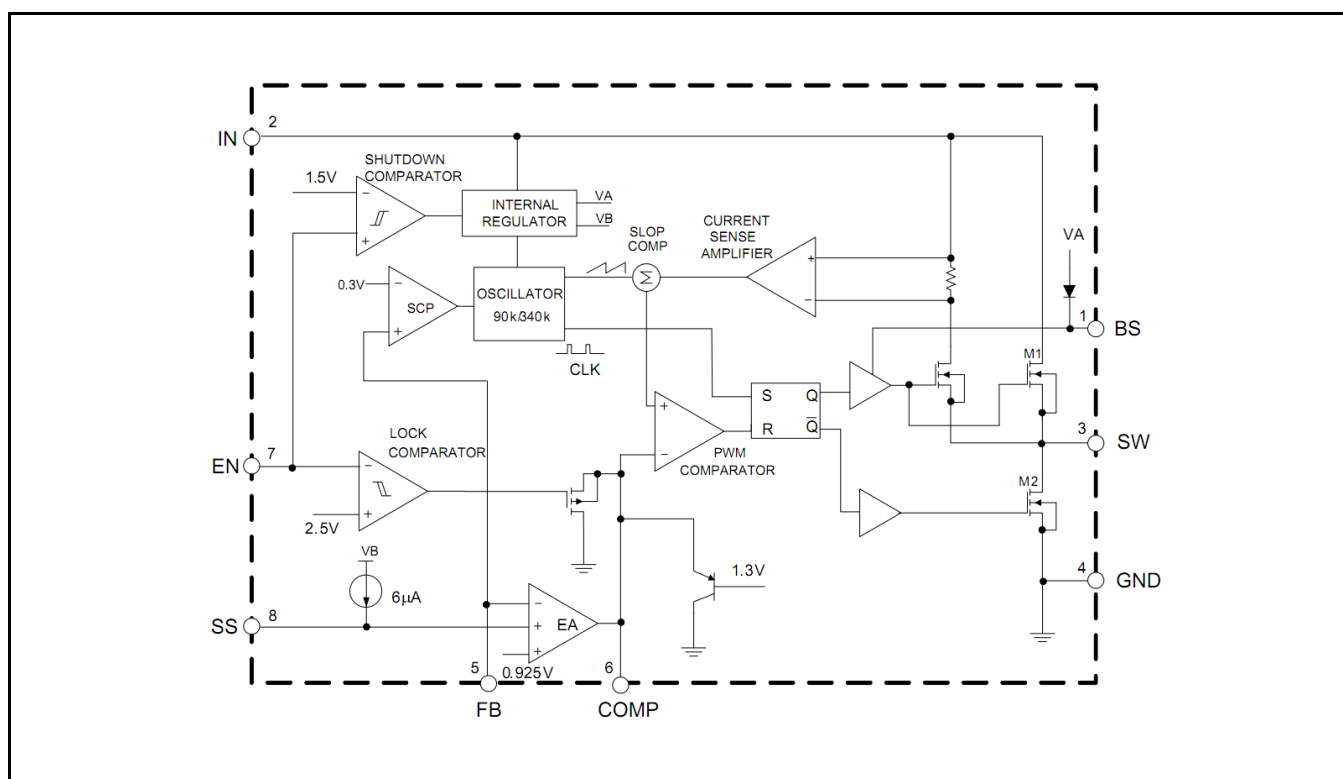 2
IN
SHUTDOWN
COMPARATOR
1.5V
−
+
INTERNAL
REGULATOR
VA
VB
SLOP
COMP
Σ
CURRENT
SENSE
AMPLIFIER
+
−
VA
0.3V
−
SCP
+
OSCILLATOR
90k/340k
CLK
1
BS
M1
S
Q
R
Q̅
+
−
PWM
COMPARATOR
3
SW
7
EN
LOCK
COMPARATOR
−
+
2.5V
M2
VB
6µA
1.3V
4
GND
8
SS
−
+
+
EA
0.925V
5
6
FB
COMP